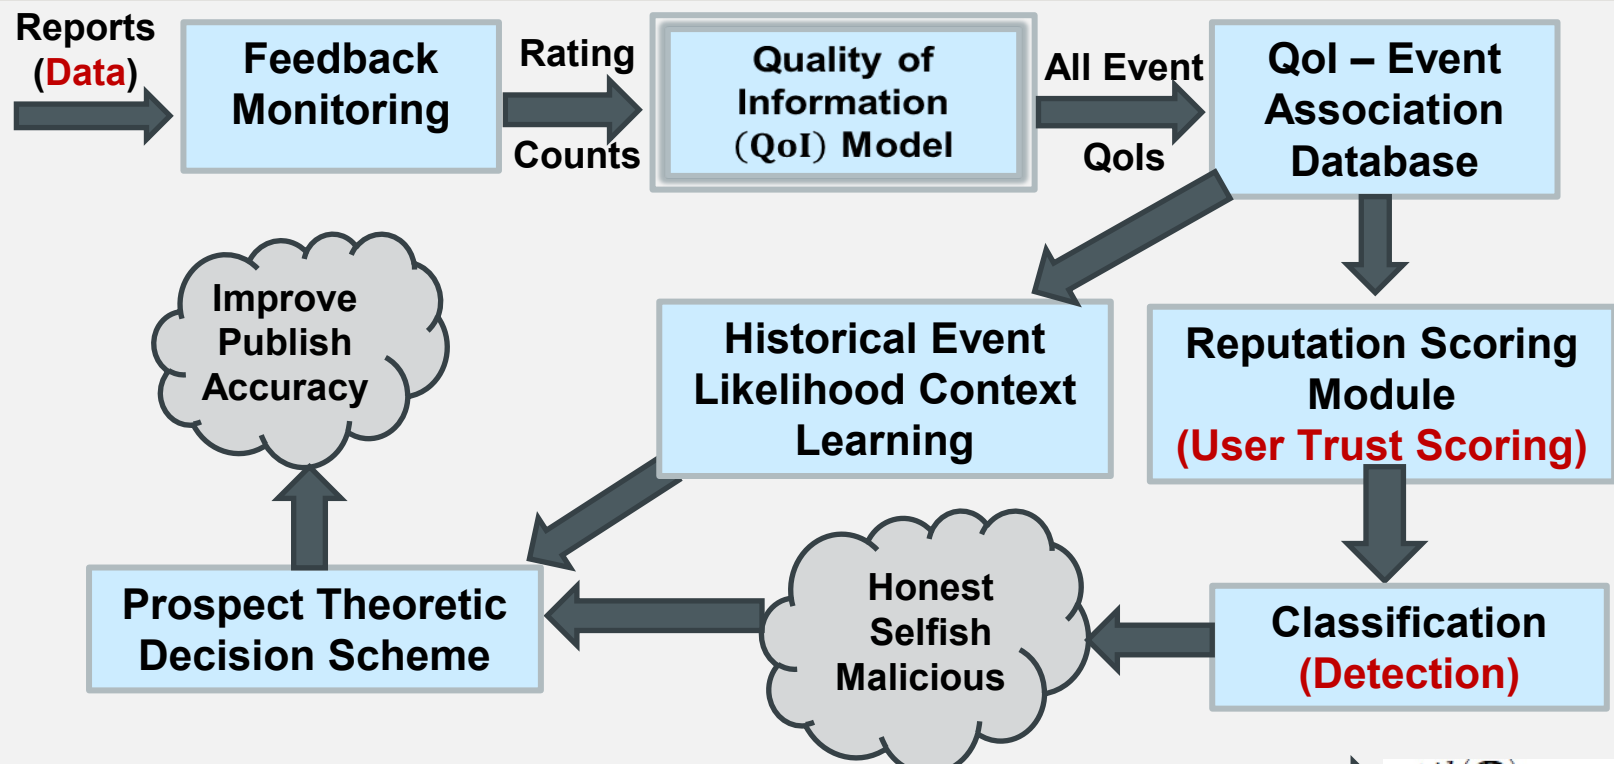 Reports
(Data)
Feedback
Monitoring
Rating
Counts
Quality of
Information
(QoI) Model
All Event
QoIs
QoI – Event
Association
Database
Improve
Publish
Accuracy
Historical Event
Likelihood Context
Learning
Reputation Scoring
Module
(User Trust Scoring)
Prospect Theoretic
Decision Scheme
Honest
Selfish
Malicious
Classification
(Detection)